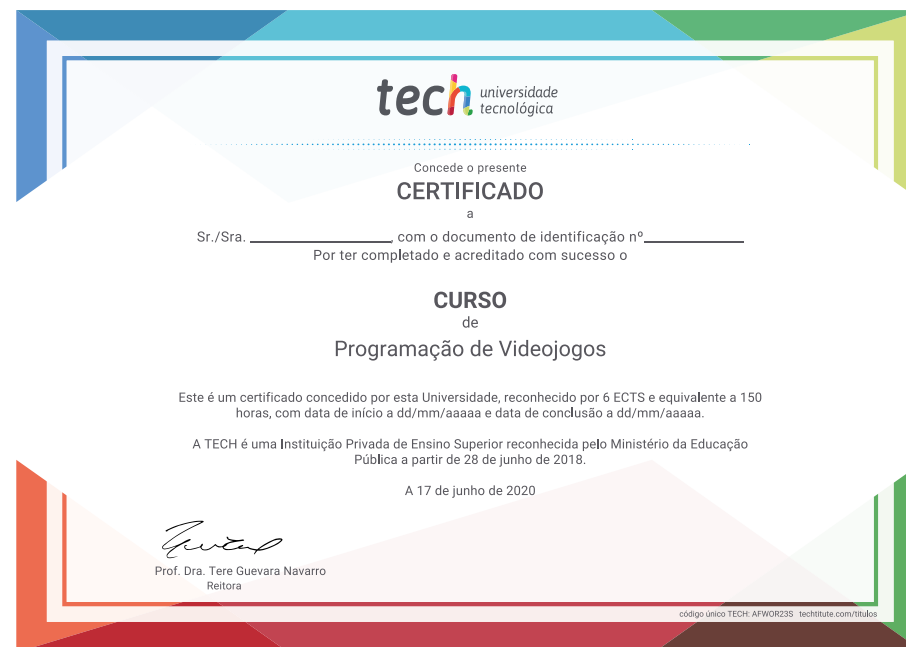 tech universidade
tecnológica
Concede o presente
CERTIFICADO
a
Sr./Sra. , com o documento de identificação nº
Por ter completado e acreditado com sucesso o
CURSO
de
Programação de Videojogos
Este é um certificado concedido por esta Universidade, reconhecido por 6 ECTS e equivalente a 150
horas, com data de início a dd/mm/aaaaa e data de conclusão a dd/mm/aaaaa.
A TECH é uma Instituição Privada de Ensino Superior reconhecida pelo Ministério da Educação
Pública a partir de 28 de junho de 2018.
A 17 de junho de 2020
Prof. Dra. Tere Guevara Navarro
Reitora
código único TECH: AFWOR23S techtitute.com/titulos